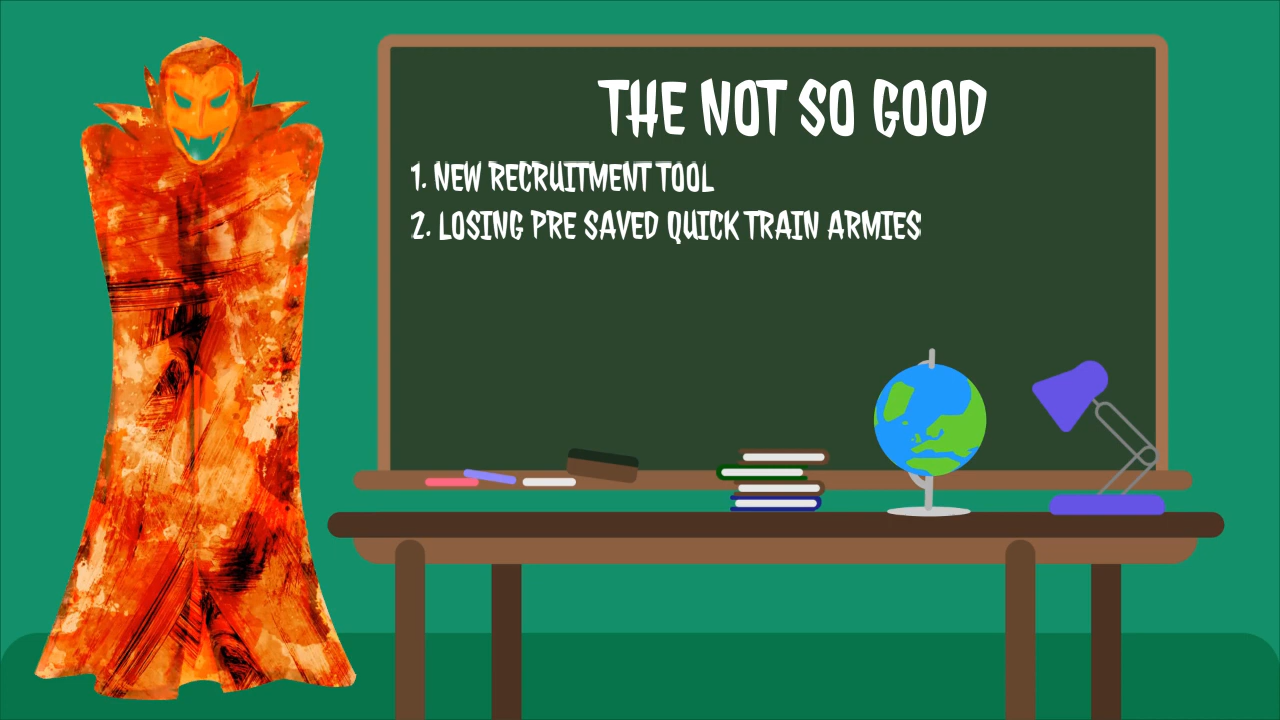 THE NOT SO GOOD
1. NEW RECRUITMENT TOOL
2. LOSING PRE SAVED QUICK TRAIN ARMIES